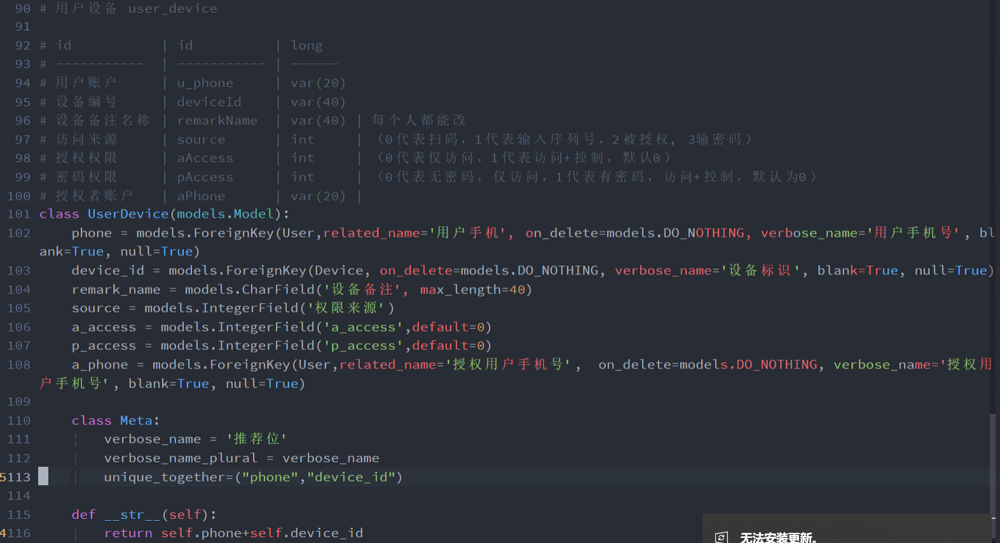 90 # 用户设备 user_device
91
92 # id | id | long
93 # ----------- | ----------- | ------
94 # 用户账户 | u_phone | var(20)
95 # 设备编号 | deviceId | var(40)
96 # 设备备注名称 | remarkName | var(40) | 每个人都能改
97 # 访问来源 | source | int | （0代表扫码，1代表输入序列号，2被授权, 3输密码）
98 # 授权权限 | aAccess | int | （0代表仅访问，1代表访问+控制，默认0）
99 # 密码权限 | pAccess | int | （0代表无密码，仅访问，1代表有密码，访问+控制，默认为0）
100 # 授权者账户 | aPhone | var(20) |
101 class UserDevice(models.Model):
102 phone = models.ForeignKey(User,related_name='用户手机', on_delete=models.DO_NOTHING, verbose_name='用户手机号', bl
ank=True, null=True)
103 device_id = models.ForeignKey(Device, on_delete=models.DO_NOTHING, verbose_name='设备标识', blank=True, null=True)
104 remark_name = models.CharField('设备备注', max_length=40)
105 source = models.IntegerField('权限来源')
106 a_access = models.IntegerField('a_access',default=0)
107 p_access = models.IntegerField('p_access',default=0)
108 a_phone = models.ForeignKey(User,related_name='授权用户手机号', on_delete=models.DO_NOTHING, verbose_name='授权用
户手机号', blank=True, null=True)
109
110 class Meta:
111 verbose_name = '推荐位'
112 verbose_name_plural = verbose_name
5113 unique_together=("phone","device_id")
114
115 def __str__(self):
4116 return self.phone+self.device_id
无法安装更新。